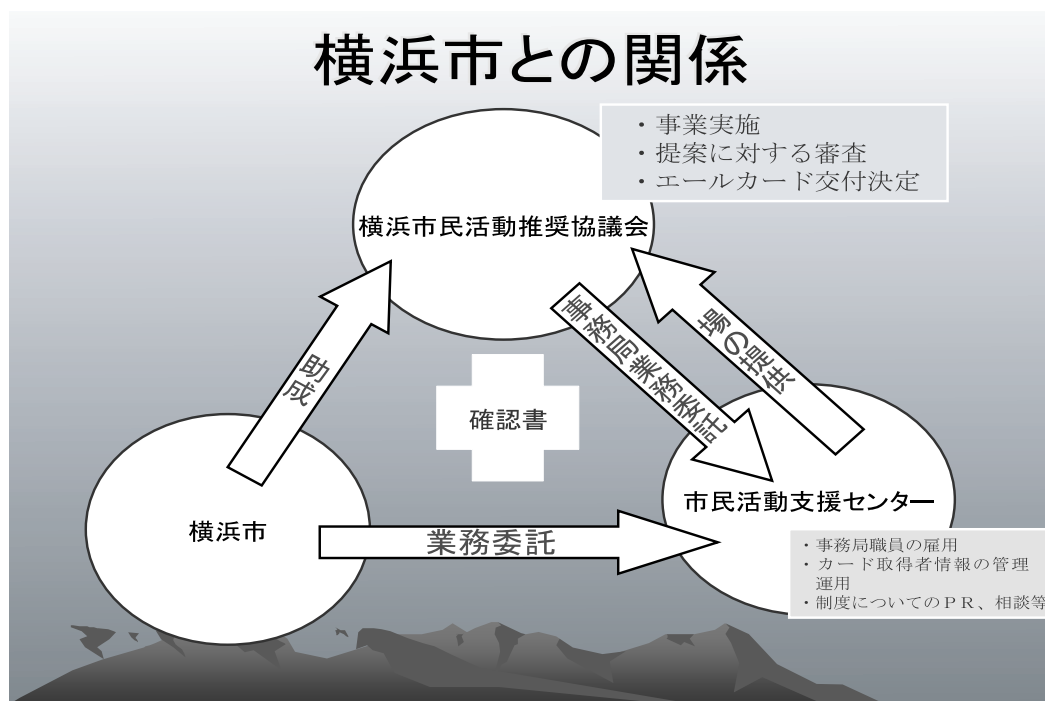 横浜市との関係
・事業実施
・提案に対する審査
・エールカード交付決定
横浜市民活動推奨協議会
助成
事務局業務委託
場の提供
確認書
横浜市
業務委託
市民活動支援センター
・事務局職員の雇用
・カード取得者情報の管理
運用
・制度についてのＰＲ、相談等